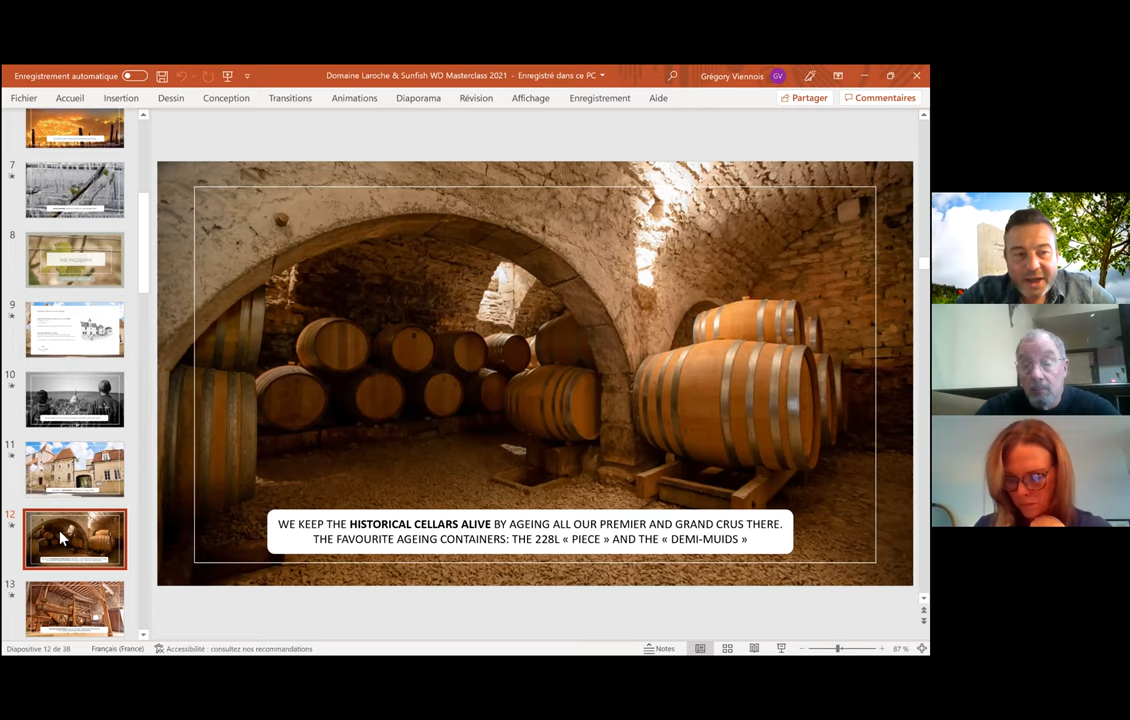 Enregistrement automatique
Domaine Laroche & Sunfish WD Masterclass 2021 - Enregistré dans ce PC
Grégory Viennois GV
Fichier Accueil Insertion Dessin Conception Transitions Animations Diaporama Révision Affichage Enregistrement Aide
Partager Commentaires
7
8
9
10
11
12
13
WE KEEP THE HISTORICAL CELLARS ALIVE BY AGEING ALL OUR PREMIER AND GRAND CRUS THERE.
THE FAVOURITE AGEING CONTAINERS: THE 228L « PIECE » AND THE « DEMI-MUIDS »
Diapositive 12 de 38 Français (France) Accessibilité : consultez nos recommandations Notes 87 %